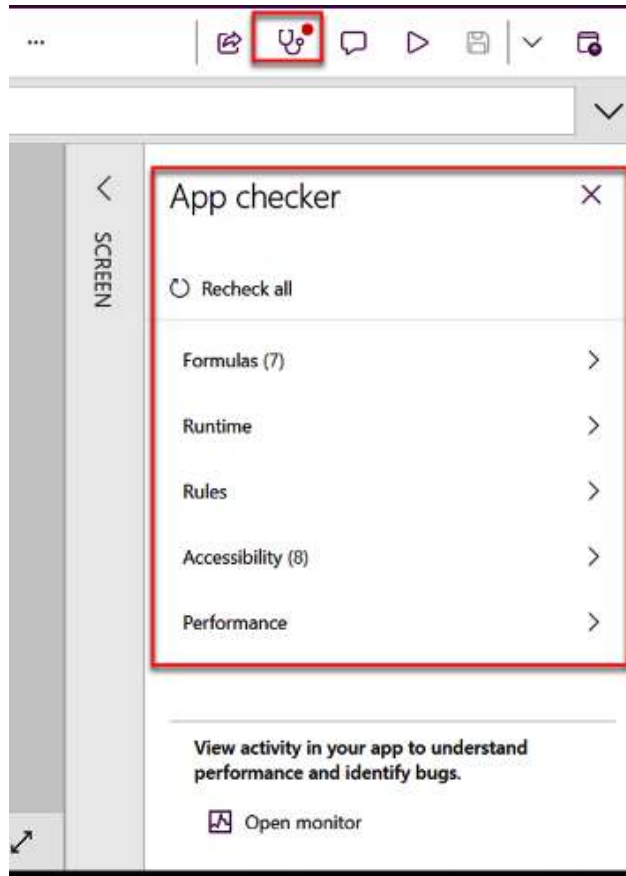 ...
SCREEN
App checker
Recheck all
Formulas (7)
Runtime
Rules
Accessibility (8)
Performance
View activity in your app to understand
performance and identify bugs.
Open monitor